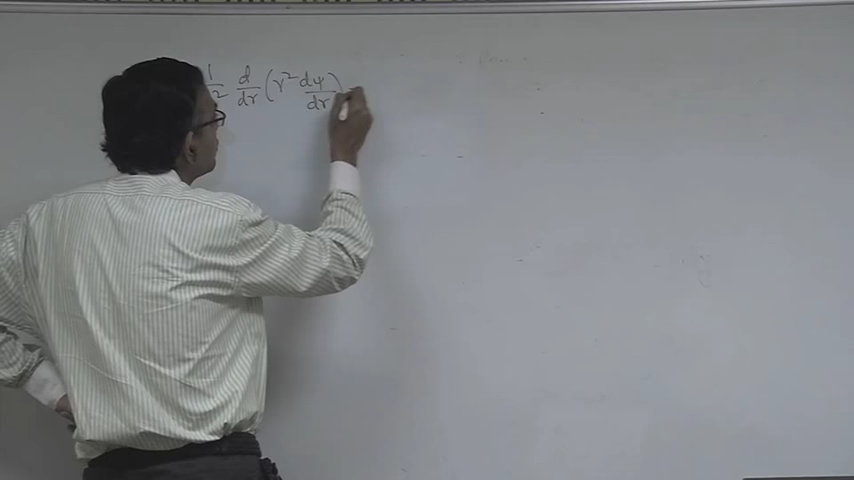 1/r² d/dr (r² dψ/dr) =